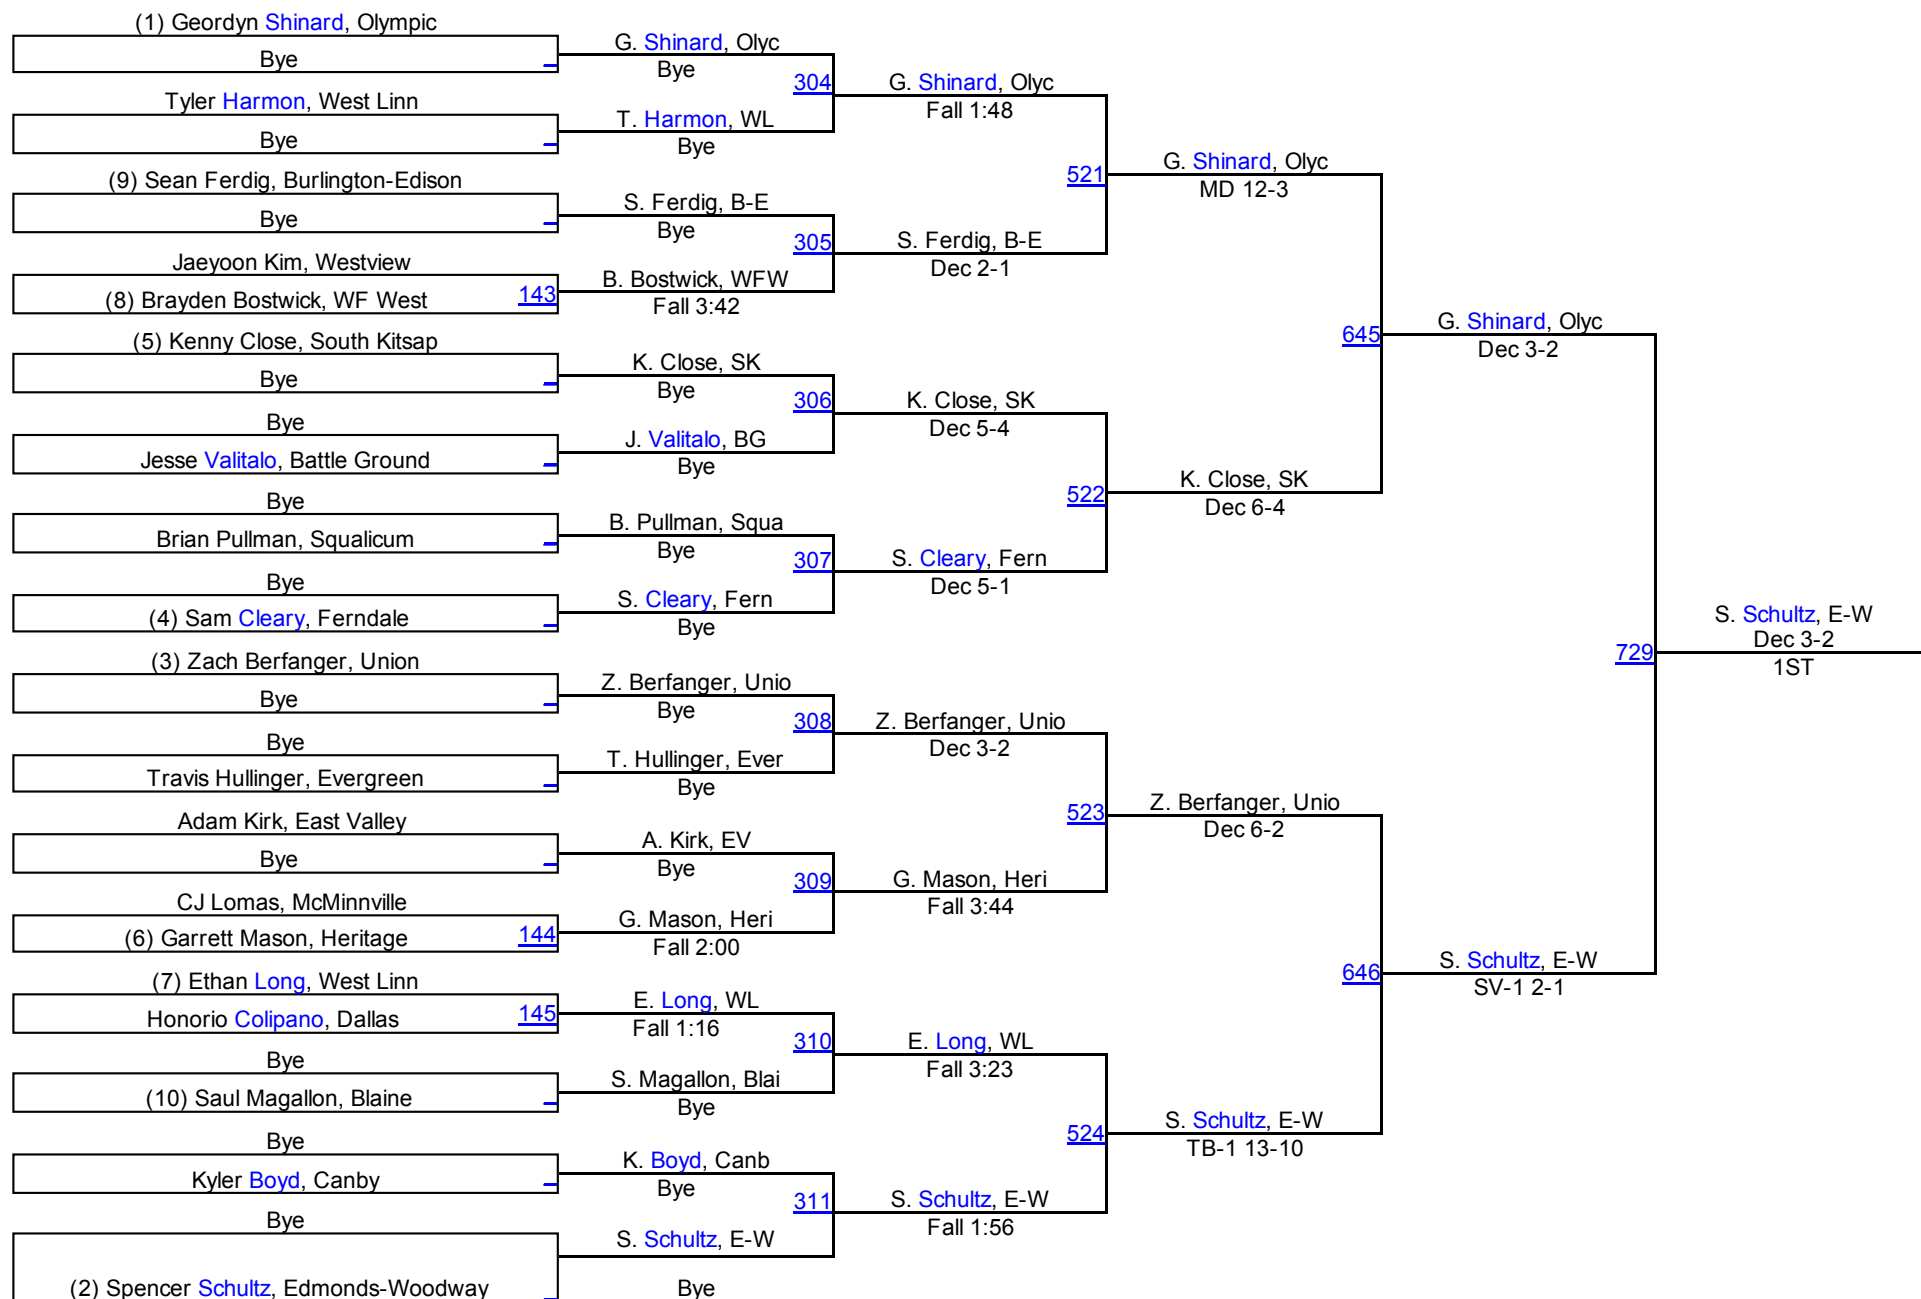 (1) Geordyn Shinard, Olympic
Bye
Tyler Harmon, West Linn
Bye
(9) Sean Ferdig, Burlington-Edison
Bye
Jaeyoon Kim, Westview
(8) Brayden Bostwick, WF West
143
(5) Kenny Close, South Kitsap
Bye
Bye
Jesse Valitalo, Battle Ground
Bye
Brian Pullman, Squalicum
Bye
(4) Sam Cleary, Ferndale
(3) Zach Berfanger, Union
Bye
Bye
Travis Hullinger, Evergreen
Adam Kirk, East Valley
Bye
CJ Lomas, McMinnville
(6) Garrett Mason, Heritage
144
(7) Ethan Long, West Linn
Honorio Colipano, Dallas
145
Bye
(10) Saul Magallon, Blaine
Bye
Kyler Boyd, Canby
Bye
(2) Spencer Schultz, Edmonds-Woodway
G. Shinard, Olyc
Bye
304
T. Harmon, WL
Bye
S. Ferdig, B-E
Bye
305
B. Bostwick, WFW
Fall 3:42
K. Close, SK
Bye
306
J. Valitalo, BG
Bye
B. Pullman, Squa
Bye
307
S. Cleary, Fern
Bye
Z. Berfanger, Unio
Bye
308
T. Hullinger, Ever
Bye
A. Kirk, EV
Bye
309
G. Mason, Heri
Fall 2:00
E. Long, WL
Fall 1:16
310
S. Magallon, Blai
Bye
K. Boyd, Canb
Bye
311
S. Schultz, E-W
Bye
G. Shinard, Olyc
Fall 1:48
521
S. Ferdig, B-E
Dec 2-1
K. Close, SK
Dec 5-4
522
S. Cleary, Fern
Dec 5-1
Z. Berfanger, Unio
Dec 3-2
523
G. Mason, Heri
Fall 3:44
E. Long, WL
Fall 3:23
524
S. Schultz, E-W
Fall 1:56
G. Shinard, Olyc
MD 12-3
645
K. Close, SK
Dec 6-4
Z. Berfanger, Unio
Dec 6-2
646
S. Schultz, E-W
TB-1 13-10
G. Shinard, Olyc
Dec 3-2
729
S. Schultz, E-W
SV-1 2-1
S. Schultz, E-W
Dec 3-2
1ST